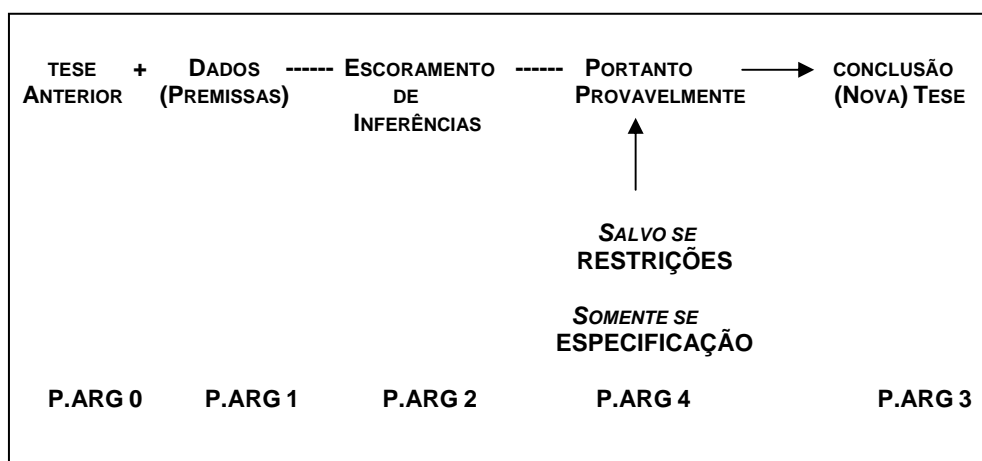 TESE + DADOS ------ ESCORAMENTO ------ PORTANTO CONCLUSÃO
ANTERIOR (PREMISSAS) DE PROVAVELMENTE (NOVA) TESE
INFERÊNCIAS
SALVO SE
RESTRIÇÕES
SOMENTE SE
ESPECIFICAÇÃO
P.ARG 0 P.ARG 1 P.ARG 2 P.ARG 4 P.ARG 3